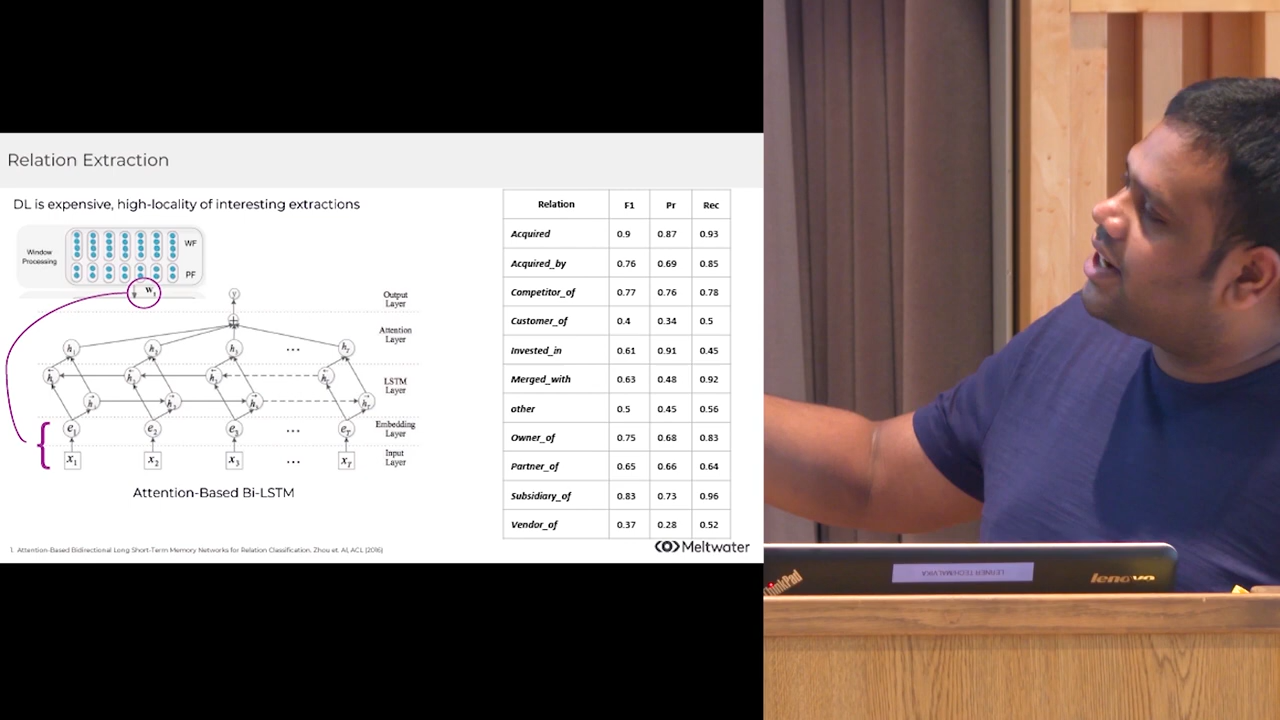 Relation Extraction
DL is expensive, high-locality of interesting extractions
Window
Processing
WF
PF
W
y
Output
Layer
Attention
Layer
h1 h2 h3 ... hT
LSTM
Layer
e1 e2 e3 ... eT
Embedding
Layer
x1 x2 x3 ... xT
Input
Layer
Attention-Based Bi-LSTM
Relation F1 Pr Rec
Acquired 0.9 0.87 0.93
Acquired_by 0.76 0.69 0.85
Competitor_of 0.77 0.76 0.78
Customer_of 0.4 0.34 0.5
Invested_in 0.61 0.91 0.45
Merged_with 0.63 0.48 0.92
other 0.5 0.45 0.56
Owner_of 0.75 0.68 0.83
Partner_of 0.65 0.66 0.64
Subsidiary_of 0.83 0.73 0.96
Vendor_of 0.37 0.28 0.52
1. Attention-Based Bidirectional Long Short-Term Memory Networks for Relation Classification. Zhou et. Al, ACL (2016)
Meltwater
ThinkPad
lenovo